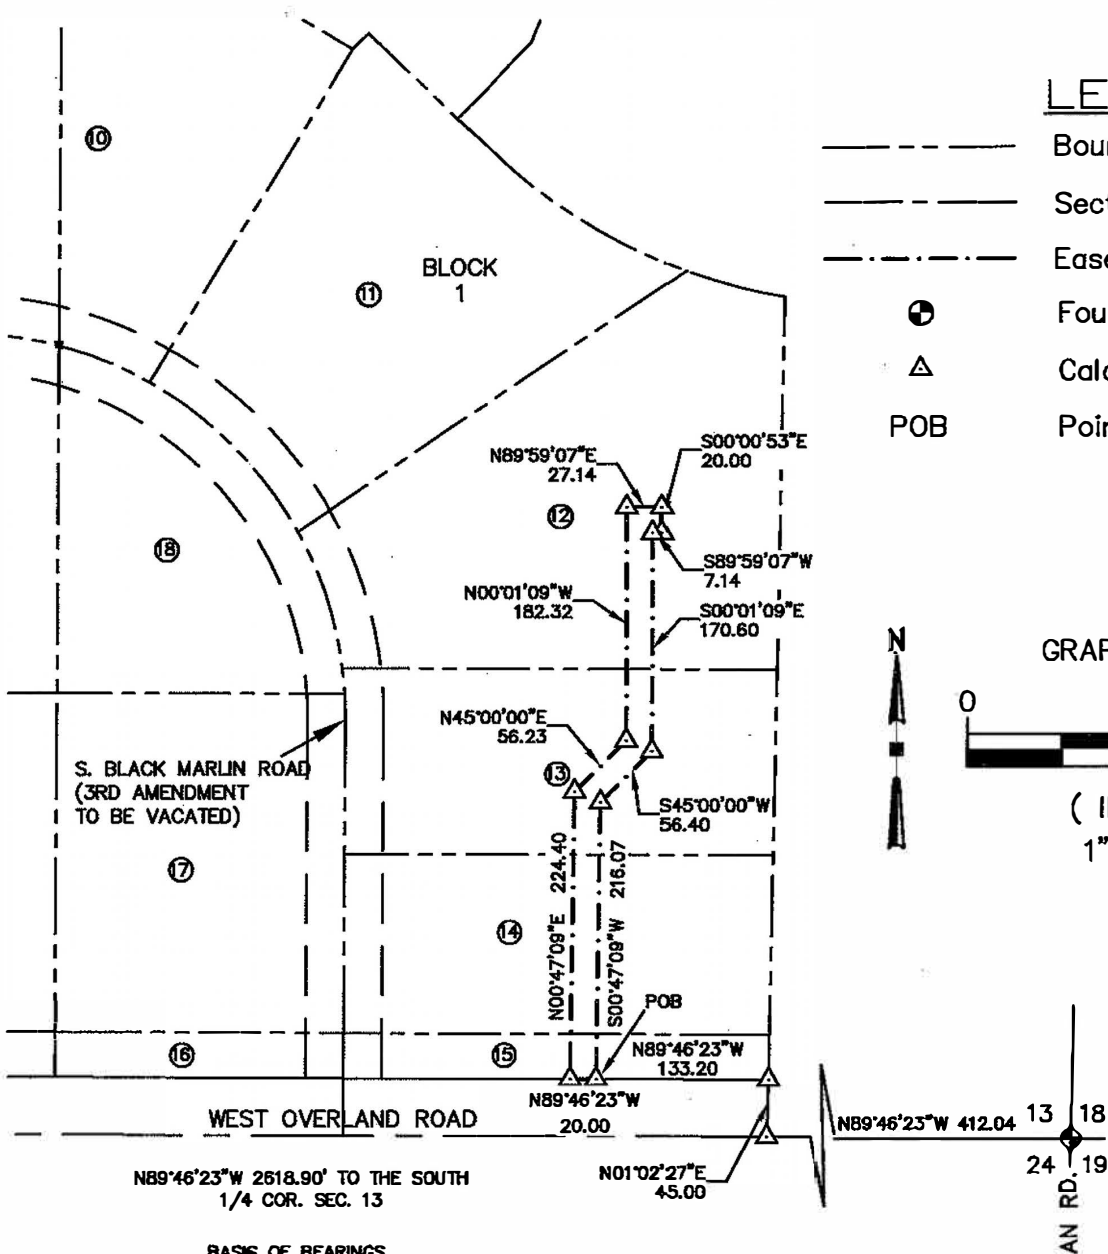 LE
Boun
Sect
Ease
Fou
Calc
POB
Poin
10
BLOCK
1
11
N89°59'07"E
27.14
S00°00'53"E
20.00
12
18
S89°59'07"W
7.14
N00°01'09"W
182.32
S00°01'09"E
170.60
N
GRAP
0
N45°00'00"E
56.23
13
S. BLACK MARLIN ROAD
(3RD AMENDMENT
TO BE VACATED)
S45°00'00"W
56.40
1"
17
N00°47'09"E 224.40
S00°47'09"W 216.07
14
POB
16
15
N89°46'23"W
133.20
N89°46'23"W
20.00
WEST OVERLAND ROAD
N89°46'23"W 412.04
13 18
24 19
N89°46'23"W 2618.90' TO THE SOUTH
1/4 COR. SEC. 13
N01°02'27"E
45.00
AN RD.
BASIS OF BEARINGS